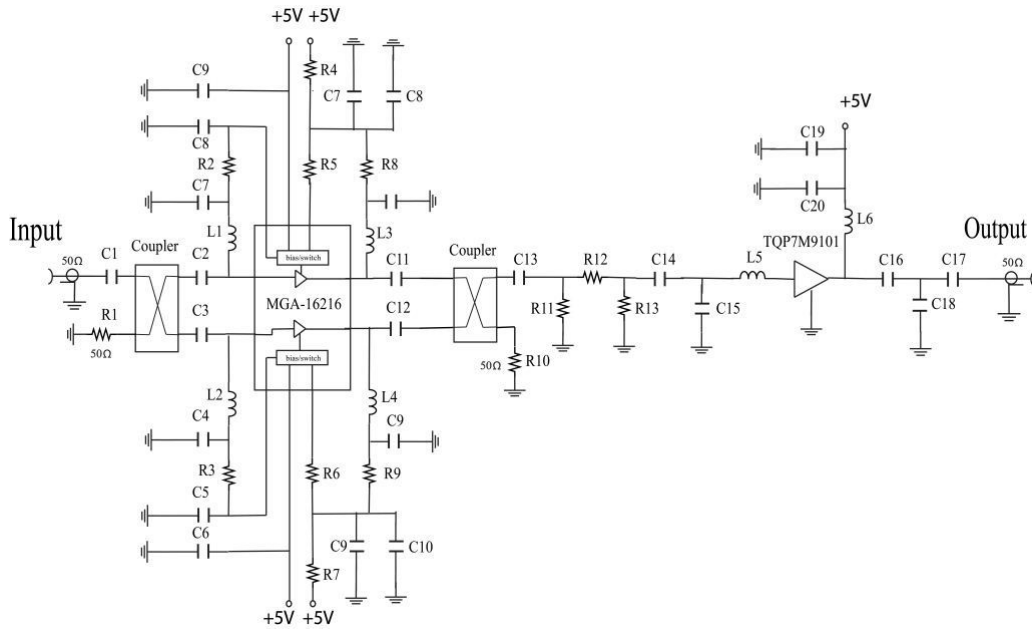 +5V +5V
R4
C9
C7 C8
C8
+5V
R2 R5 R8
C19
C7
C20
L1 L3
L6
Input
Output
TQP7M9101
Coupler
Coupler
50Ω C1 C2
bias/switch
C11
C13 R12 C14 L5
C16 C17 50Ω
MGA-16216
C3
C12
R11 R13 C15
C18
R1
50Ω
bias/switch
50Ω R10
L2 L4
C4 C9
R3 R6 R9
C5
C6
C9 C10
R7
+5V +5V